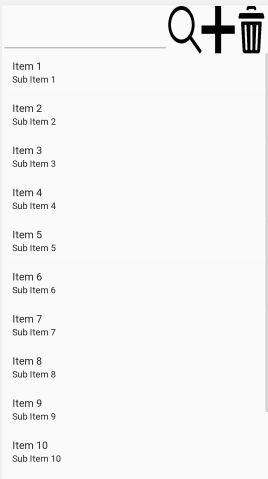 Item 1
Sub Item 1
Item 2
Sub Item 2
Item 3
Sub Item 3
Item 4
Sub Item 4
Item 5
Sub Item 5
Item 6
Sub Item 6
Item 7
Sub Item 7
Item 8
Sub Item 8
Item 9
Sub Item 9
Item 10
Sub Item 10